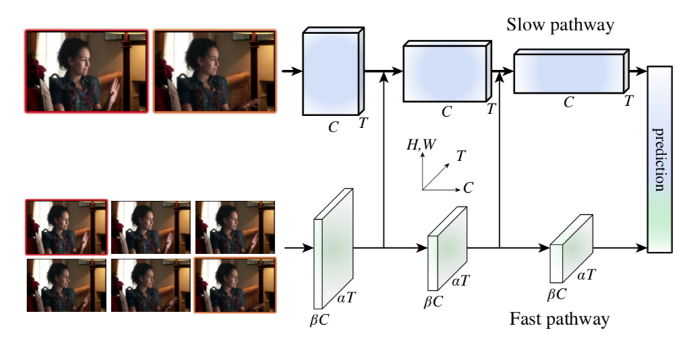 Slow pathway
C
T
C
T
C
T
H,W
T
C
prediction
βC
αT
βC
αT
βC
αT
Fast pathway